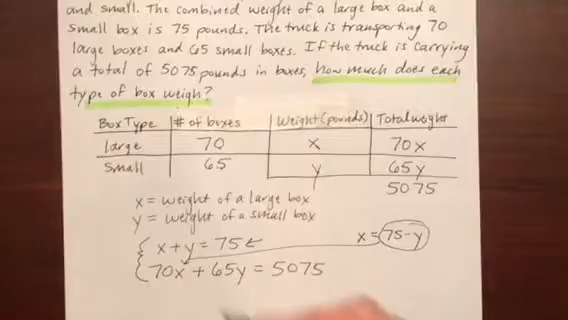 and small. The combined weight of a large box and a
small box is 75 pounds. The truck is transporting 70
large boxes and 65 small boxes. If the truck is carrying
a total of 5075 pounds in boxes, how much does each
type of box weigh?
Box Type # of boxes Weight (pounds) Total weight
large 70 x 70x
Small 65 y 65y
5075
x = weight of a large box
y = weight of a small box
x + y = 75 x = 75 - y
70x + 65y = 5075